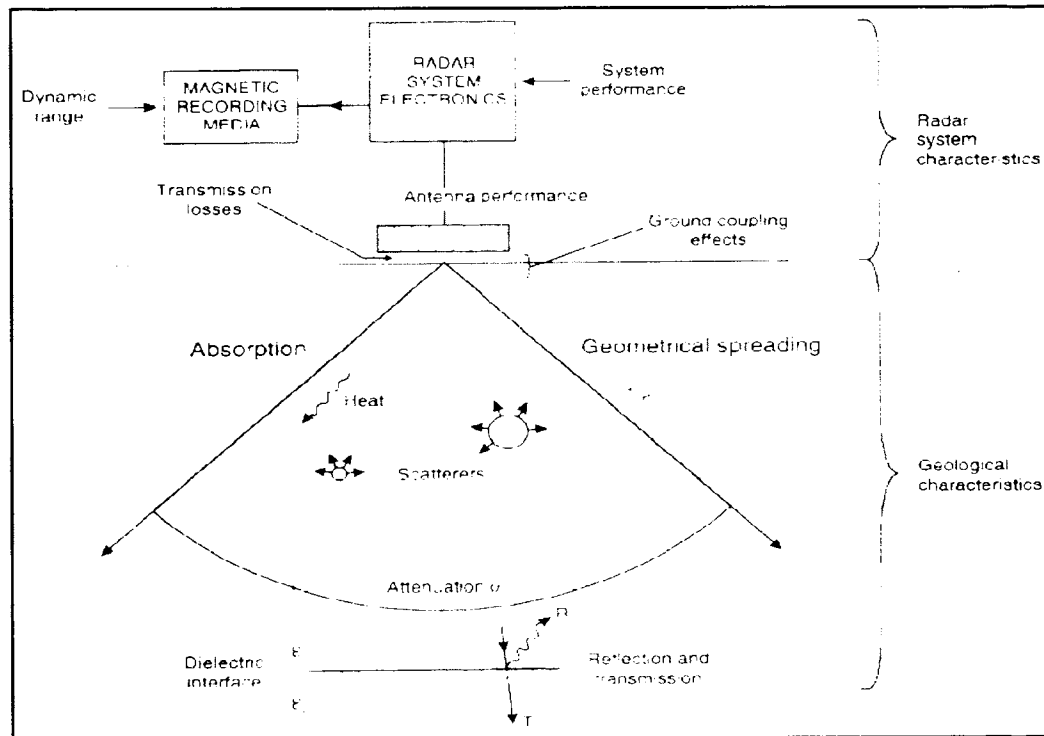 RADAR
SYSTEM
ELECTRONICS
System
performance
MAGNETIC
RECORDING
MEDIA
Dynamic
range
Radar
system
characteristics
Transmission
losses
Antenna performance
Ground coupling
effects
Absorption
Geometrical spreading
Heat
Scatterers
Geological
characteristics
Attenuation α
R
Dielectric
interface
ε
ε
Reflection and
transmission
T